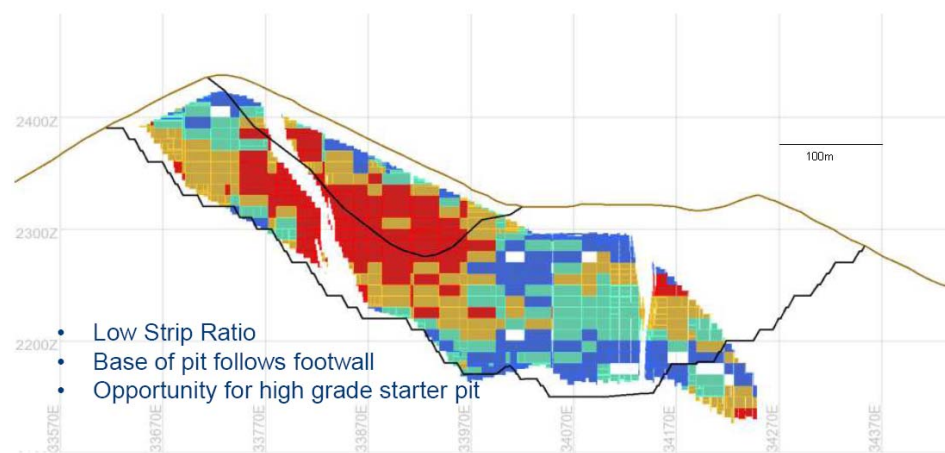 2400Z
100m
2300Z
2200Z
• Low Strip Ratio
• Base of pit follows footwall
• Opportunity for high grade starter pit
33570E
33670E
33770E
33870E
33970E
34070E
34170E
34270E
34370E